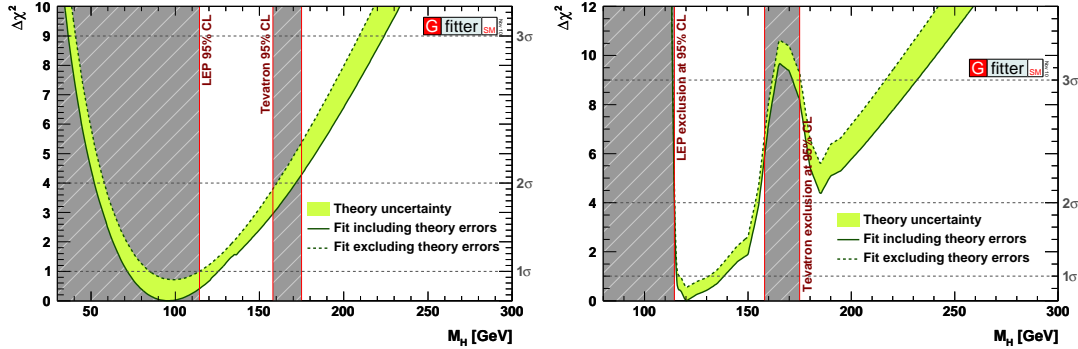 Δχ²
10
9
8
7
6
5
4
3
2
1
0
LEP 95% CL
Tevatron 95% CL
G fitter SM
3σ
2σ
1σ
Theory uncertainty
Fit including theory errors
Fit excluding theory errors
50
100
150
200
250
300
M_H [GeV]
Δχ²
12
10
8
6
4
2
0
LEP exclusion at 95% CL
Tevatron exclusion at 95% CL
G fitter SM
3σ
2σ
1σ
Theory uncertainty
Fit including theory errors
Fit excluding theory errors
100
150
200
250
300
M_H [GeV]